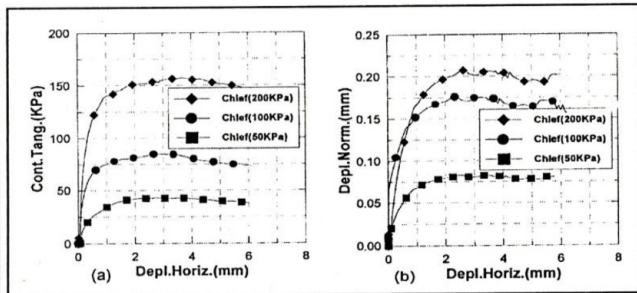 200
150
100
50
0
Cont.Tang.(KPa)
Chlef(200KPa)
Chlef(100KPa)
Chlef(50KPa)
0 2 4 6 8
(a)
Depl.Horiz.(mm)
0.25
0.20
0.15
0.10
0.05
0.00
Depl.Norm.(mm)
Chlef(200KPa)
Chlef(100KPa)
Chlef(50KPa)
0 2 4 6 8
(b)
Depl.Horiz.(mm)